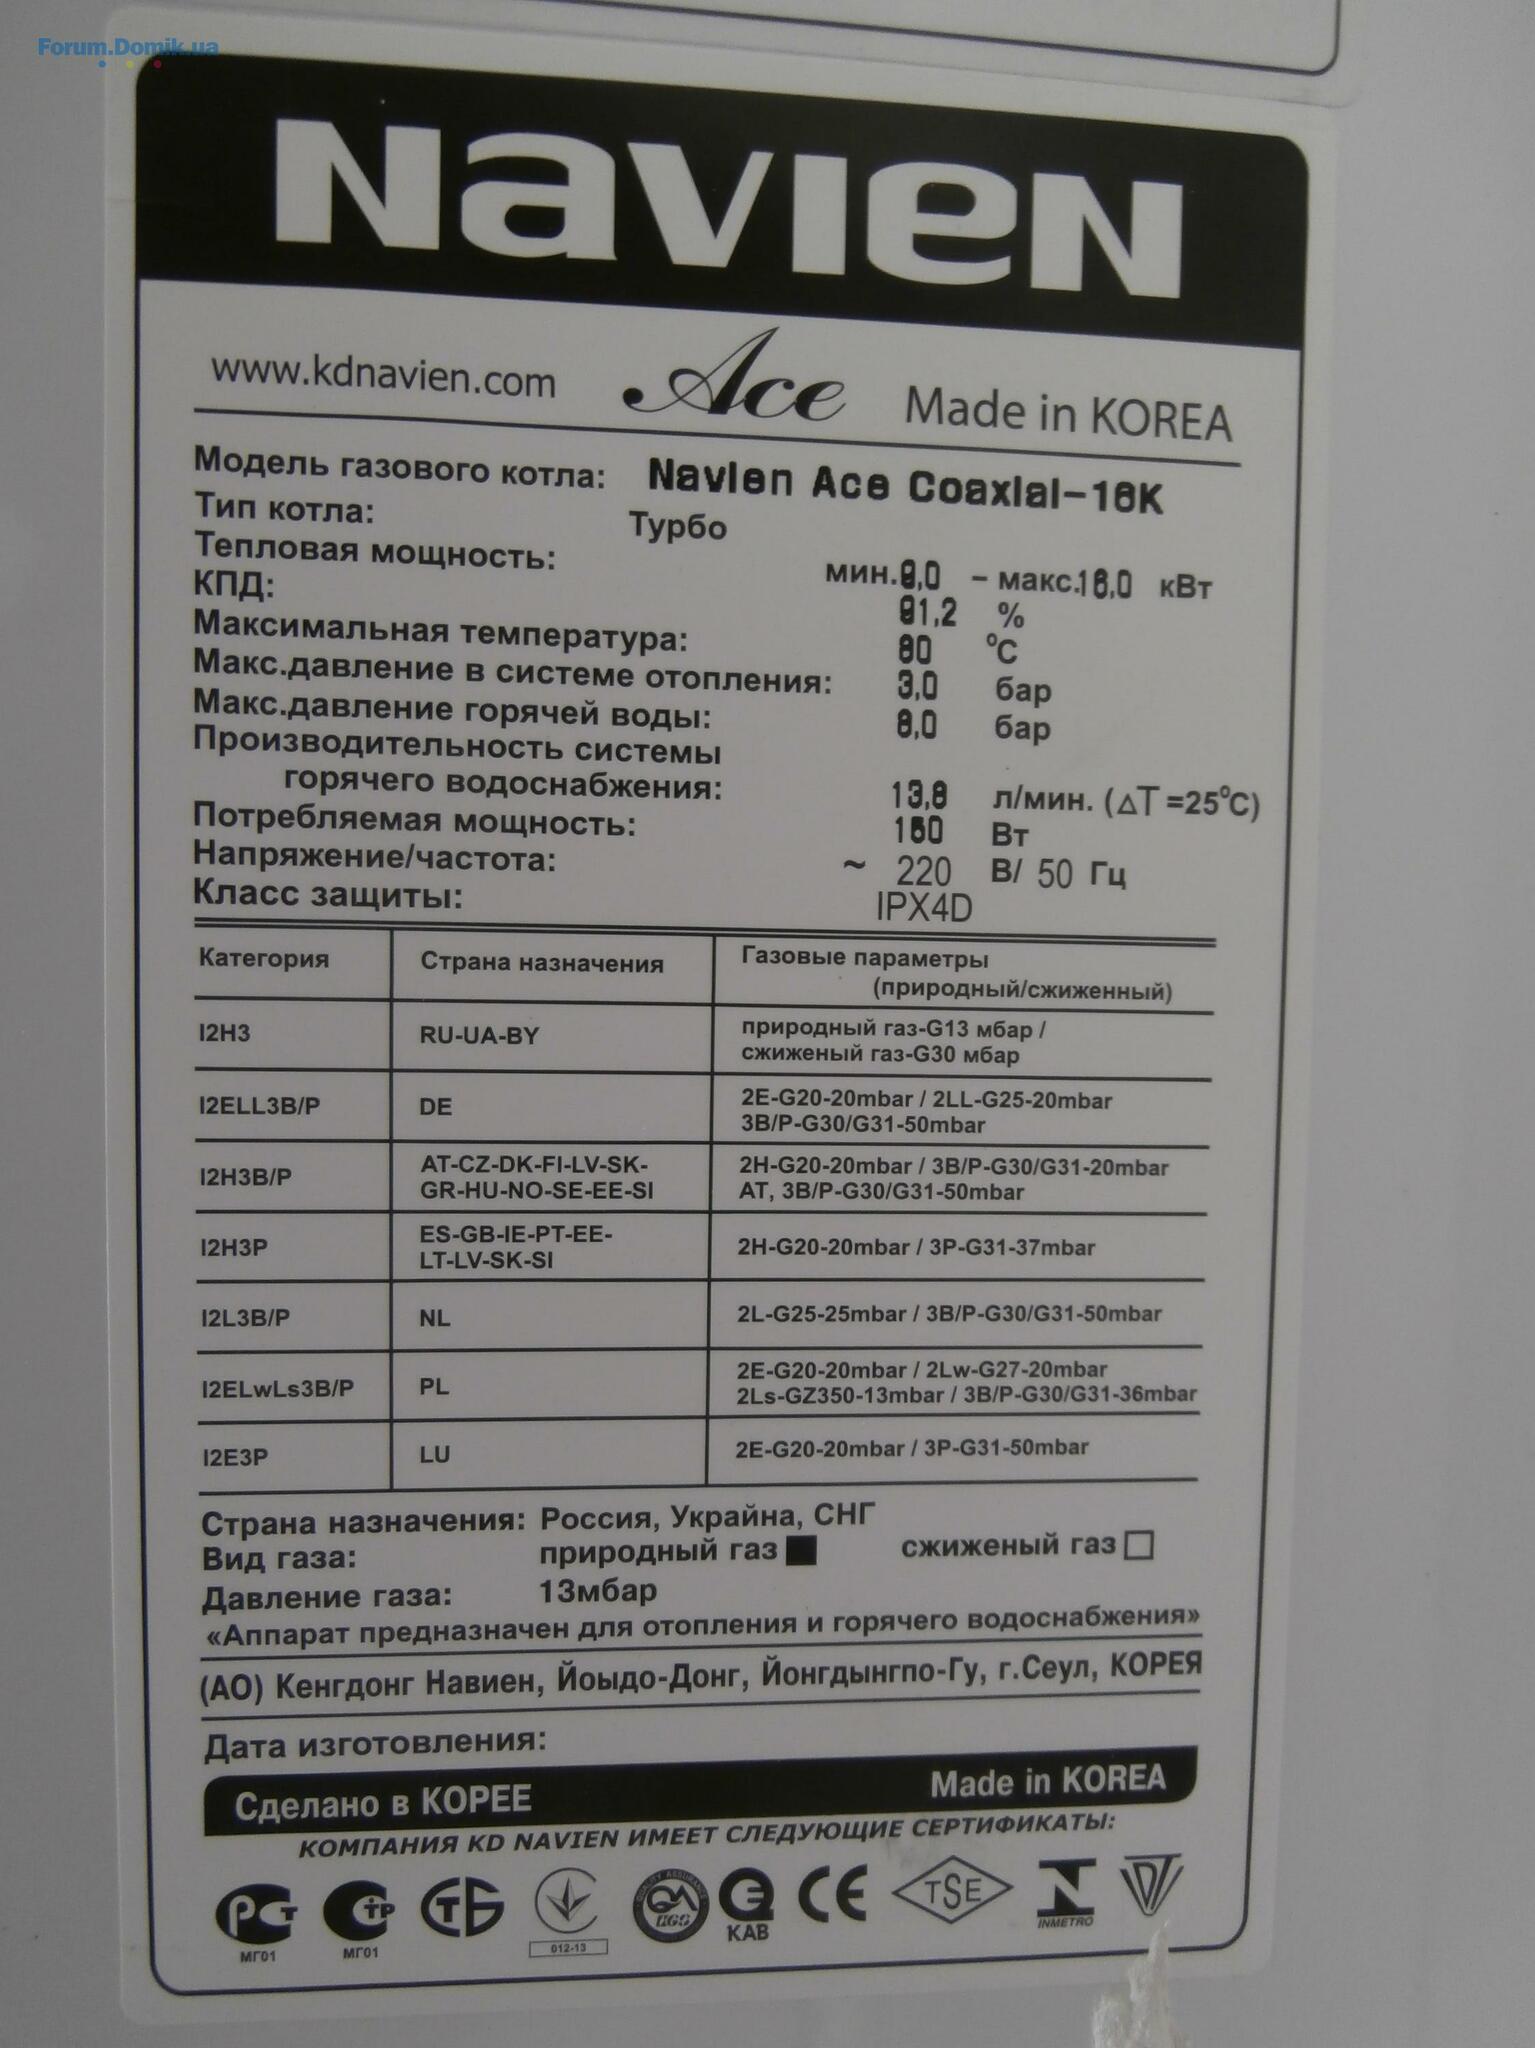 Forum.Domik.ua
NaviEN
www.kdnavien.com Ace Made in KOREA
Модель газового котла: Navien Ace Coaxial-16K
Тип котла: Турбо
Тепловая мощность: мин.9,0 - макс.16,0 кВт
КПД: 91,2 %
Максимальная температура: 80 °C
Макс.давление в системе отопления: 3,0 бар
Макс.давление горячей воды: 8,0 бар
Производительность системы
горячего водоснабжения: 13,8 л/мин. (ΔT=25°C)
Потребляемая мощность: 150 Вт
Напряжение/частота: ~ 220 В/ 50 Гц
Класс защиты: IPX4D
Категория Страна назначения Газовые параметры
(природный/сжиженный)
I2H3 RU-UA-BY природный газ-G13 мбар /
сжиженый газ-G30 мбар
I2ELL3B/P DE 2E-G20-20mbar / 2LL-G25-20mbar
3B/P-G30/G31-50mbar
I2H3B/P AT-CZ-DK-FI-LV-SK- 2H-G20-20mbar / 3B/P-G30/G31-20mbar
GR-HU-NO-SE-EE-SI AT, 3B/P-G30/G31-50mbar
I2H3P ES-GB-IE-PT-EE- 2H-G20-20mbar / 3P-G31-37mbar
LT-LV-SK-SI
I2L3B/P NL 2L-G25-25mbar / 3B/P-G30/G31-50mbar
I2ELwLs3B/P PL 2E-G20-20mbar / 2Lw-G27-20mbar
2Ls-GZ350-13mbar / 3B/P-G30/G31-36mbar
I2E3P LU 2E-G20-20mbar / 3P-G31-50mbar
Страна назначения: Россия, Украйна, СНГ
Вид газа: природный газ ■ сжиженый газ □
Давление газа: 13мбар
«Аппарат предназначен для отопления и горячего водоснабжения»
(АО) Кенгдонг Навиен, Йоыдо-Донг, Йонгдынгпо-Гу, г.Сеул, КОРЕЯ
Дата изготовления:
Сделано в КОРЕЕ Made in KOREA
КОМПАНИЯ KD NAVIEN ИМЕЕТ СЛЕДУЮЩИЕ СЕРТИФИКАТЫ:
РСТ СТР СТБ QUALITY ASSURANCE QA CE TSE N
МГ01 МГ01 012-13 KAB INMETRO